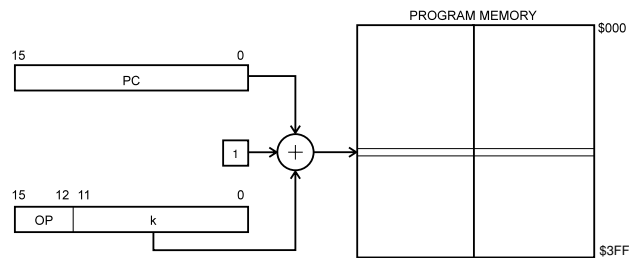 PROGRAM MEMORY
$000
15 0
PC
1
+
15 12 11 0
OP k
$3FF